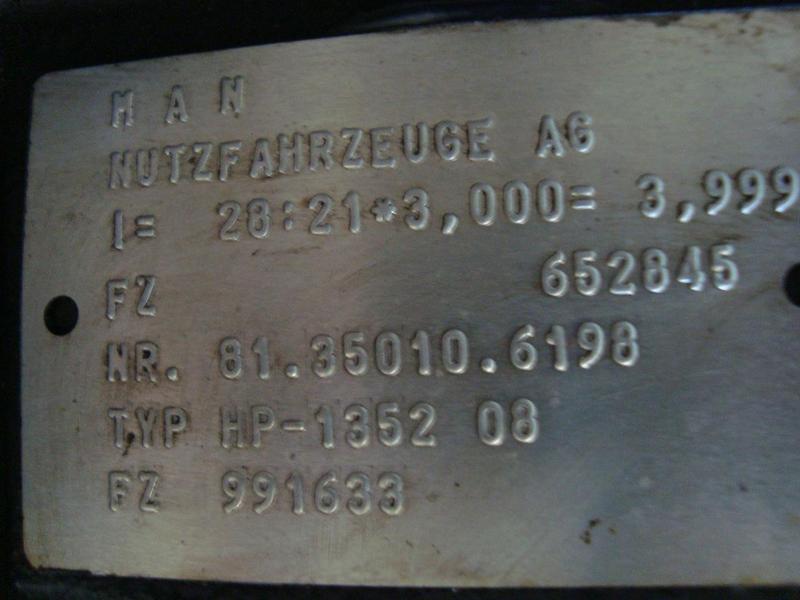 M A N
NUTZFAHRZEUGE AG
I= 28:21*3,000= 3,999
FZ 652845
NR. 81.35010.6198
TYP HP-1352 08
FZ 991633